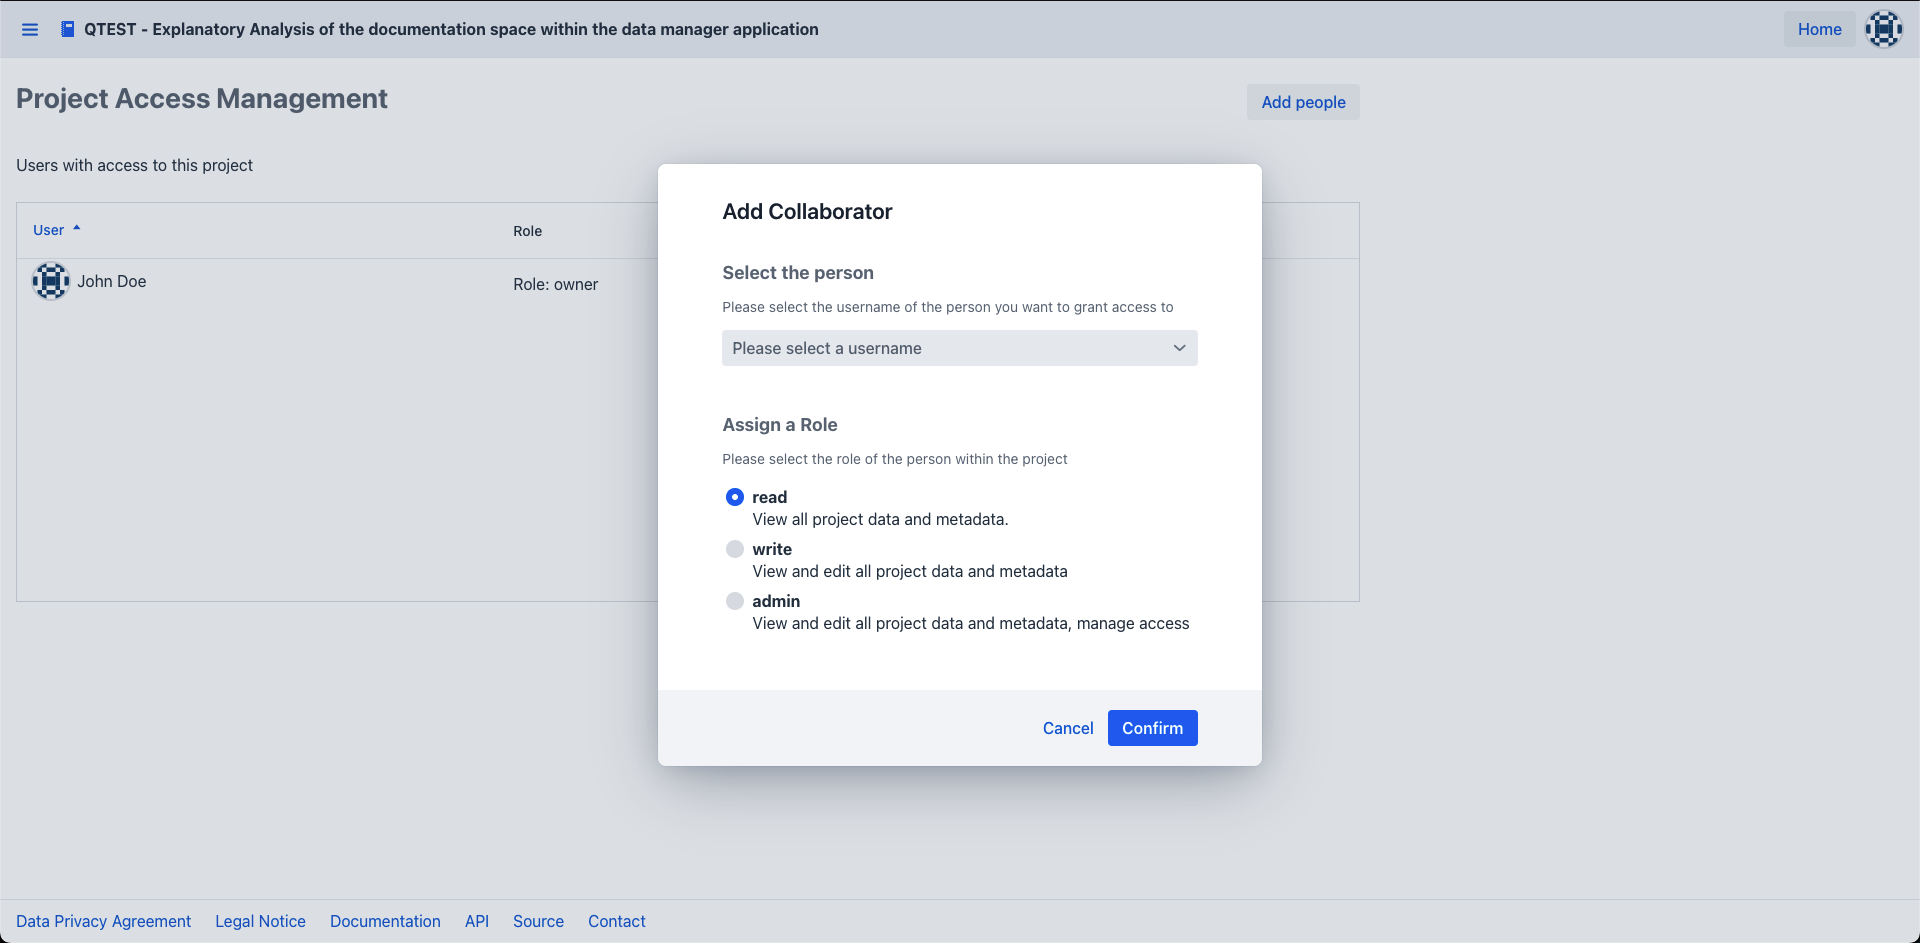 QTEST - Explanatory Analysis of the documentation space within the data manager application
Home
Project Access Management
Add people
Users with access to this project
User
Role
John Doe
Role: owner
Add Collaborator
Select the person
Please select the username of the person you want to grant access to
Please select a username
Assign a Role
Please select the role of the person within the project
read
View all project data and metadata.
write
View and edit all project data and metadata
admin
View and edit all project data and metadata, manage access
Cancel
Confirm
Data Privacy Agreement
Legal Notice
Documentation
API
Source
Contact